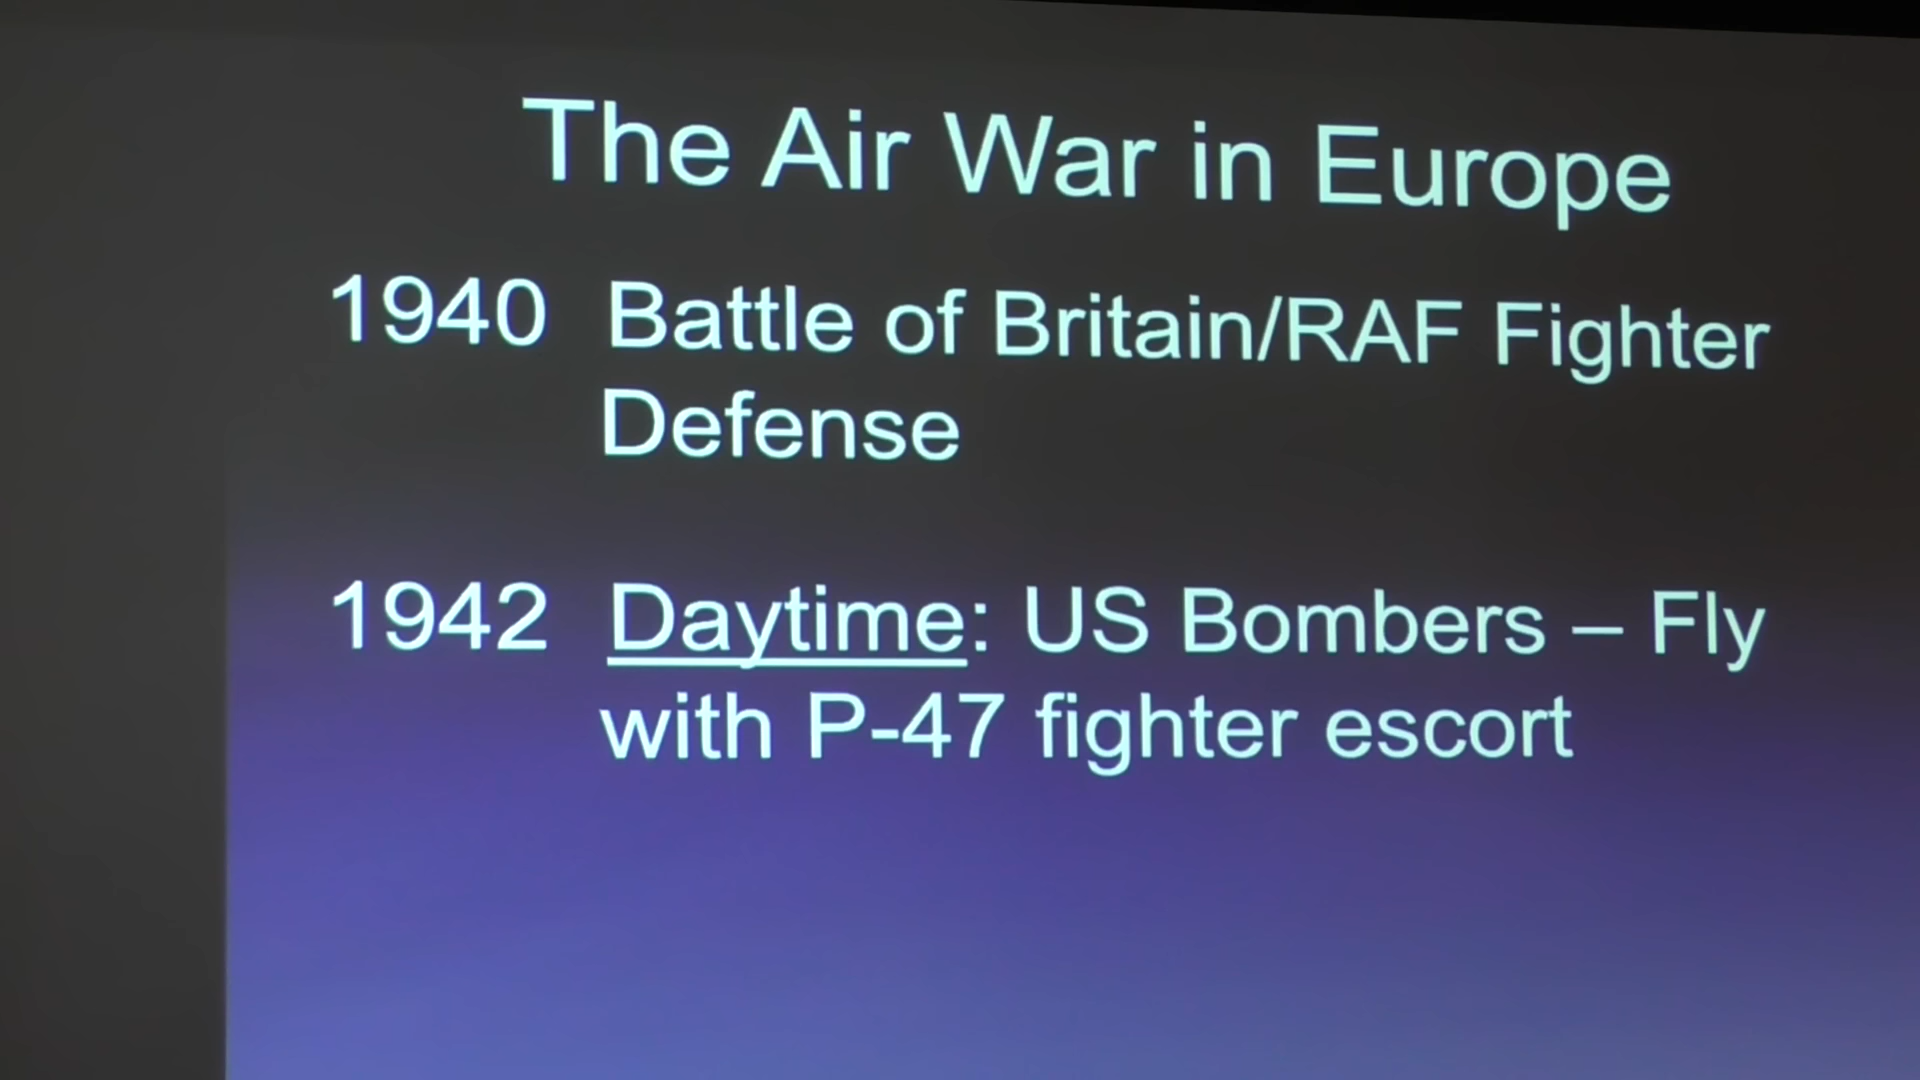 The Air War in Europe
1940 Battle of Britain/RAF Fighter
Defense
1942 Daytime: US Bombers – Fly
with P-47 fighter escort